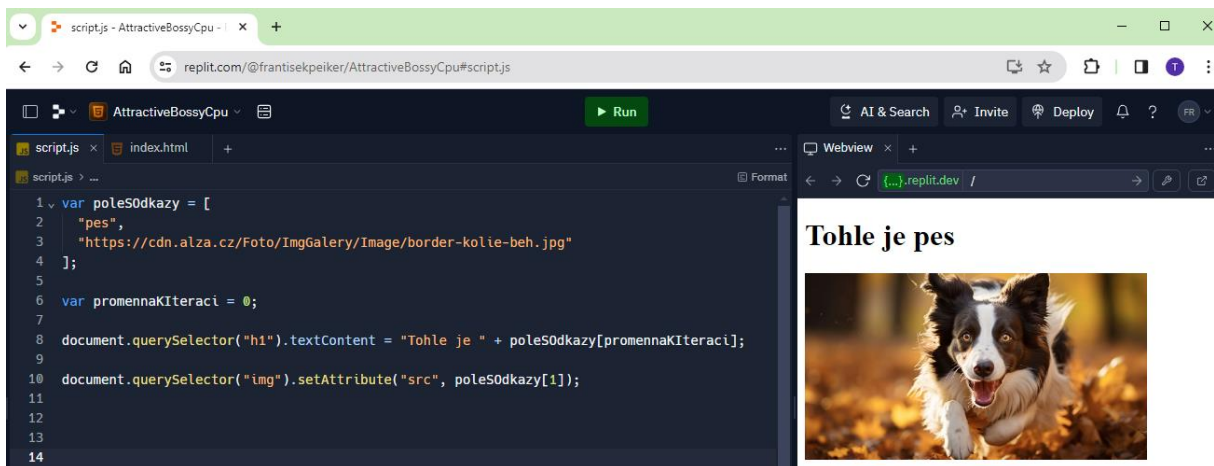 script.js - AttractiveBossyCpu -
replit.com/@frantisekpeiker/AttractiveBossyCpu#script.js
T
AttractiveBossyCpu
Run
AI & Search
Invite
Deploy
?
FR
JS script.js
index.html
+
...
Webview
+
JS script.js > ...
Format
{...}.replit.dev /
1 var poleSOdkazy = [
2 "pes",
3 "https://cdn.alza.cz/Foto/ImgGalery/Image/border-kolie-beh.jpg"
4 ];
5
6 var promennaKIteraci = 0;
7
8 document.querySelector("h1").textContent = "Tohle je " + poleSOdkazy[promennaKIteraci];
9
10 document.querySelector("img").setAttribute("src", poleSOdkazy[1]);
11
12
13
14
Tohle je pes